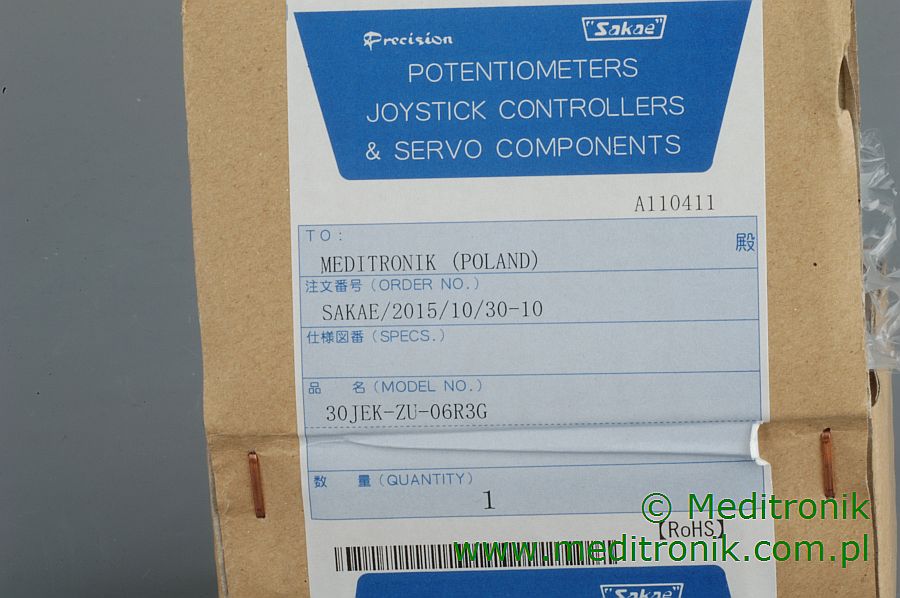 Precision "Sakae"
POTENTIOMETERS
JOYSTICK CONTROLLERS
& SERVO COMPONENTS
A110411
TO:
殿
MEDITRONIK (POLAND)
注文番号 (ORDER NO.)
SAKAE/2015/10/30-10
仕様図番 (SPECS.)
品 名 (MODEL NO.)
30JEK-ZU-06R3G
数 量 (QUANTITY)
1
© Meditronik
【RoHS】
www.meditronik.com.pl
"Sakae"